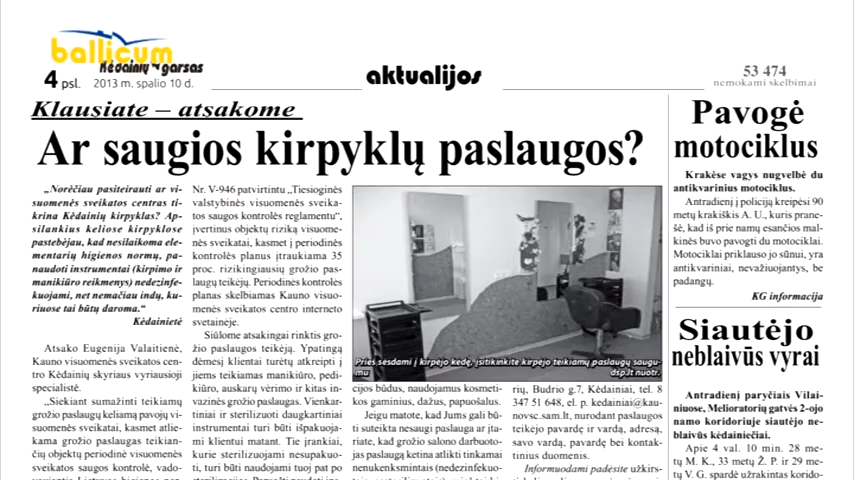 ballicum
Kėdainių garsas
4 psl. 2013 m. spalio 10 d.
aktualijos
53 474
nemokami skelbimai
Klausiate – atsakome
Ar saugios kirpyklų paslaugos?
„Norėčiau pasiteirauti ar vi-
suomenės sveikatos centras ti-
krina Kėdainių kirpyklas? Ap-
silankius keliose kirpyklose
pastebėjau, kad nesilaikoma ele-
mentarių higienos normų, pa-
naudoti instrumentai (kirpimo ir
manikiūro reikmenys) nedezinfe-
kuojami, net nemačiau indų, ku-
riuose tai būtų daroma.“
Kėdainietė
Atsako Eugenija Valaitienė,
Kauno visuomenės sveikatos cen-
tro Kėdainių skyriaus vyriausioji
specialistė.
„Siekiant sumažinti teikiamų
grožio paslaugų keliamą pavojų vi-
suomenės sveikatai, kasmet atlie-
kama grožio paslaugas teikian-
čių objektų periodinė visuomenės
sveikatos saugos kontrolė, vado-
Nr. V-946 patvirtintu „Tiesioginės
valstybinės visuomenės sveika-
tos saugos kontrolės reglamentu“,
įvertinus objektų riziką visuome-
nės sveikatai, kasmet į periodinės
kontrolės planus įtraukiama 35
proc. rizikingiausių grožio pas-
laugų teikėjų. Periodinės kontrolės
planas skelbiamas Kauno visuo-
menės sveikatos centro interneto
svetainėje.
Siūlome atsakingai rinktis gro-
žio paslaugos teikėją. Ypatingą
dėmesį klientai turėtų atkreipti į
jiems teikiamas manikiūro, pedi-
kiūro, auskarų vėrimo ir kitas in-
vazinės grožio paslaugas. Vienkar-
tiniai ir sterilizuoti daugkartiniai
instrumentai turi būti išpakuoja-
mi klientui matant. Tie įrankiai,
kurie sterilizuojami nesupakuo-
ti, turi būti naudojami tuoj pat po
Prieš sėsdami į kirpėjo kėdę, įsitikinkite kirpėjo teikiamų paslaugų saugu-
mu dsp.lt nuotr.
cijos būdus, naudojamus kosmeti-
kos gaminius, dažus, papuošalus.
Jeigu matote, kad Jums gali būti
būti suteikta nesaugi paslauga ar įta-
riate, kad grožio salono darbuoto-
jas paslaugą ketina atlikti tinkamai
nenukenksmintais (nedezinfekuo-
rių, Budrio g.7, Kėdainiai, tel. 8
347 51 648, el. p. kedainiai@kau-
novsc.sam.lt, nurodant paslaugos
teikėjo pavardę ir vardą, adresą,
savo vardą, pavardę bei kontak-
tinius duomenis.
Informuodami padėsite užkirs-
Pavogė
motociklus
Krakėse vagys nugvelbė du
antikvarinius motociklus.
Antradienį į policiją kreipėsi 90
metų krakiškis A. U., kuris prane-
šė, kad iš prie namų esančios mal-
kinės buvo pavogti du motociklai.
Motociklai priklauso jo sūnui, yra
antikvariniai, nevažiuojantys, be
padangų.
KG informacija
Siautėjo
neblaivūs vyrai
Antradienį paryčiais Vilai-
niuose, Melioratorių gatvės 2-ojo
namo koridoriuje siautėjo ne-
blaivūs kėdainiečiai.
Apie 4 val. 10 min. 28 me-
tų M. K., 33 metų Ž. P. ir 29 me-
tų V. G. spardė užrakintas korido-